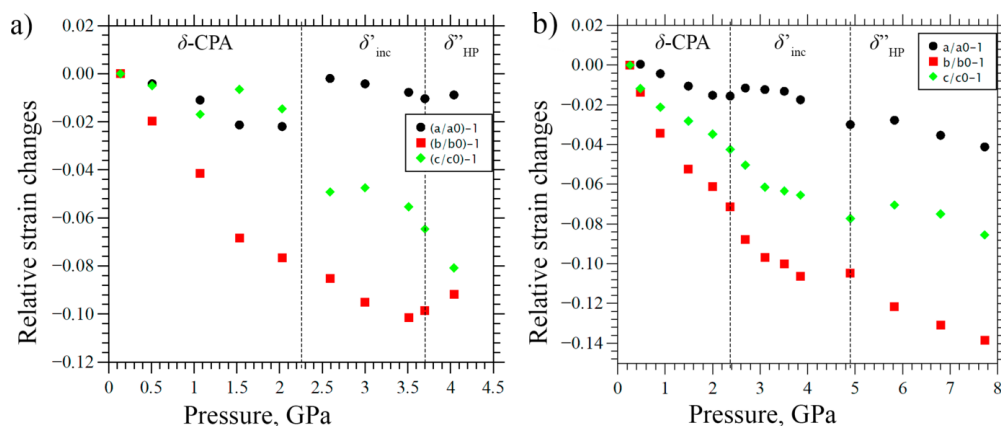 a)
δ-CPA δ’inc δ”HP
0.02
0.00
−0.02
−0.04
−0.06
−0.08
−0.10
−0.12
Relative strain changes
(a/a0)−1
(b/b0)−1
(c/c0)−1
0 0.5 1 1.5 2 2.5 3 3.5 4 4.5
Pressure, GPa
b)
δ-CPA δ’inc δ”HP
0.02
0.00
−0.02
−0.04
−0.06
−0.08
−0.10
−0.12
−0.14
Relative strain changes
a/a0−1
b/b0−1
c/c0−1
0 1 2 3 4 5 6 7 8
Pressure, GPa